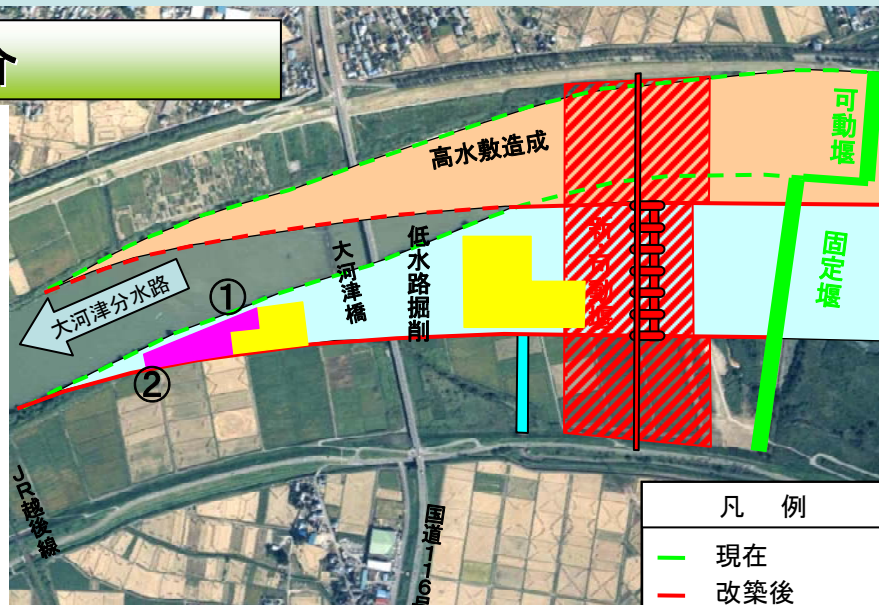 介
可動堰
高水敷造成
固定堰
新・可動堰
低水路掘削
大河津橋
大河津分水路
①
②
JR越後線
国道116号
凡 例
現在
改築後